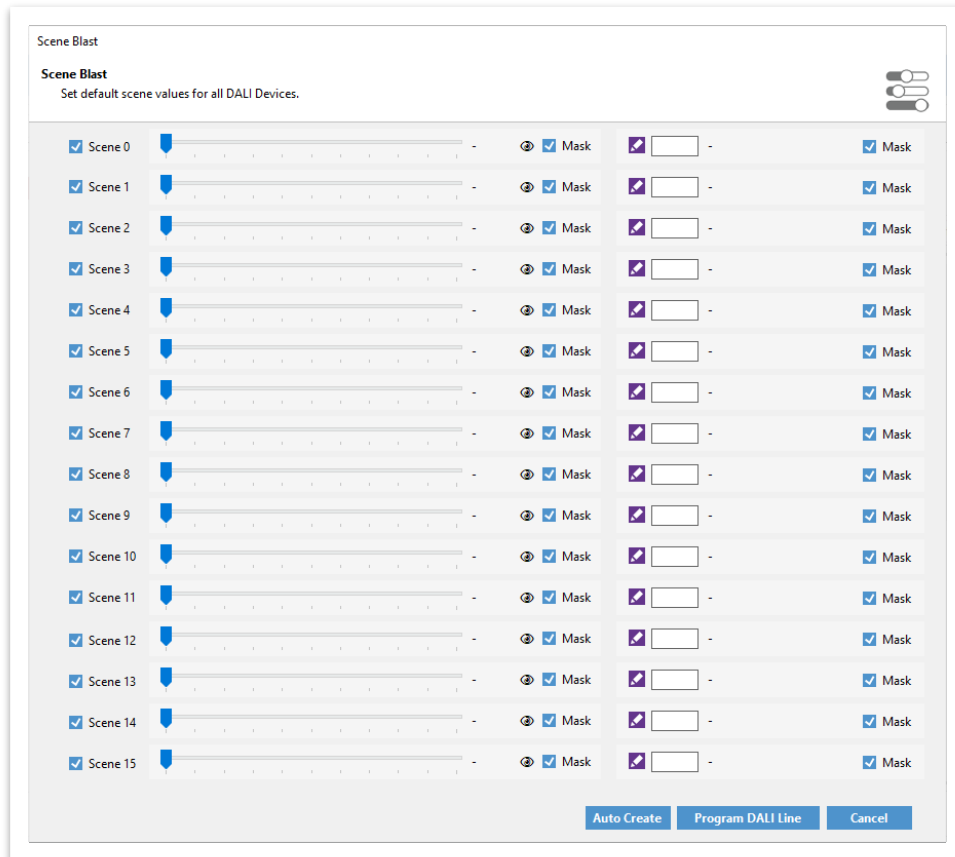 Scene Blast
Scene Blast
Set default scene values for all DALI Devices.
Scene 0 - Mask - Mask
Scene 1 - Mask - Mask
Scene 2 - Mask - Mask
Scene 3 - Mask - Mask
Scene 4 - Mask - Mask
Scene 5 - Mask - Mask
Scene 6 - Mask - Mask
Scene 7 - Mask - Mask
Scene 8 - Mask - Mask
Scene 9 - Mask - Mask
Scene 10 - Mask - Mask
Scene 11 - Mask - Mask
Scene 12 - Mask - Mask
Scene 13 - Mask - Mask
Scene 14 - Mask - Mask
Scene 15 - Mask - Mask
Auto Create Program DALI Line Cancel